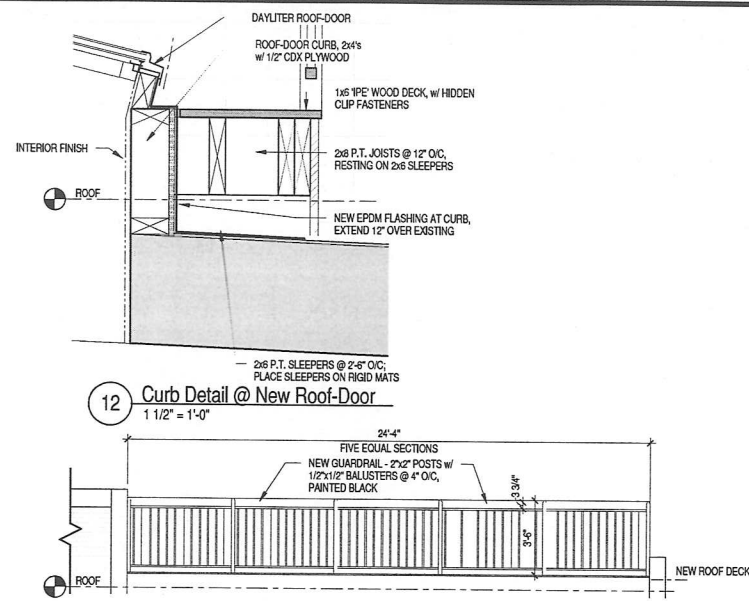 DAYLITER ROOF-DOOR
ROOF-DOOR CURB, 2x4's
w/ 1/2" CDX PLYWOOD
1x6 'IPE' WOOD DECK, w/ HIDDEN
CLIP FASTENERS
INTERIOR FINISH
2x8 P.T. JOISTS @ 12" O/C,
RESTING ON 2x6 SLEEPERS
ROOF
NEW EPDM FLASHING AT CURB,
EXTEND 12" OVER EXISTING
2x6 P.T. SLEEPERS @ 2'-6" O/C;
PLACE SLEEPERS ON RIGID MATS
12 Curb Detail @ New Roof-Door
1 1/2" = 1'-0"
24'-4"
FIVE EQUAL SECTIONS
NEW GUARDRAIL - 2"x2" POSTS w/
1/2"x1/2" BALUSTERS @ 4" O/C,
PAINTED BLACK
3 3/4"
3'-6"
NEW ROOF DECK
ROOF